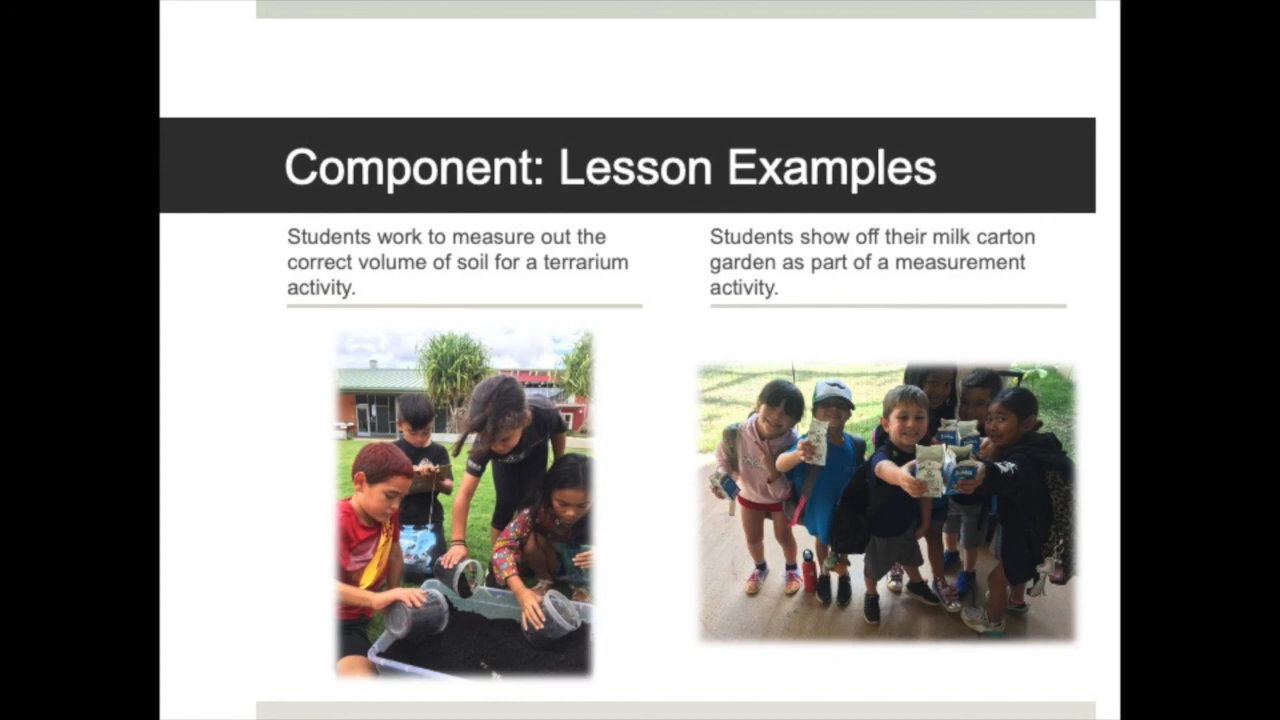 Component: Lesson Examples
Students work to measure out the
correct volume of soil for a terrarium
activity.
Students show off their milk carton
garden as part of a measurement
activity.